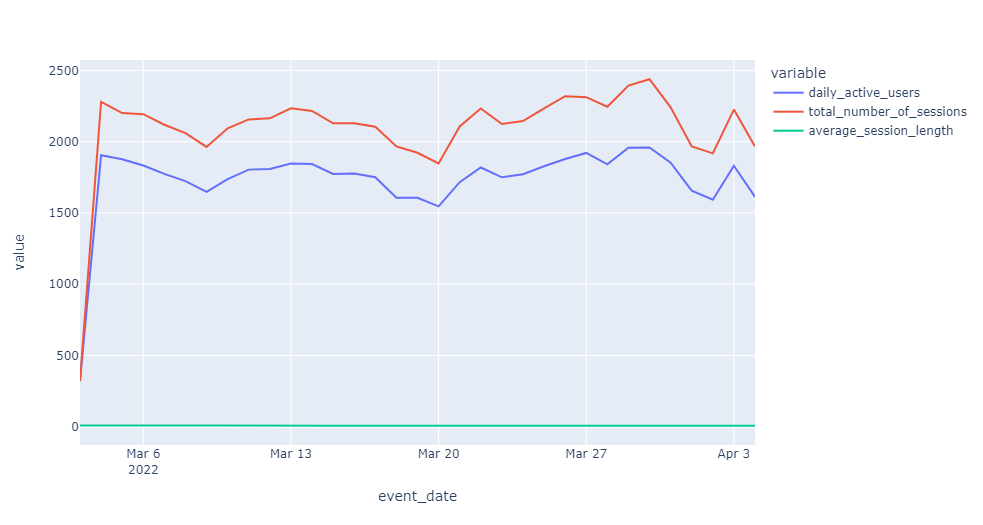 variable
daily_active_users
total_number_of_sessions
average_session_length
value
2500
2000
1500
1000
500
0
Mar 6
2022
Mar 13
Mar 20
Mar 27
Apr 3
event_date